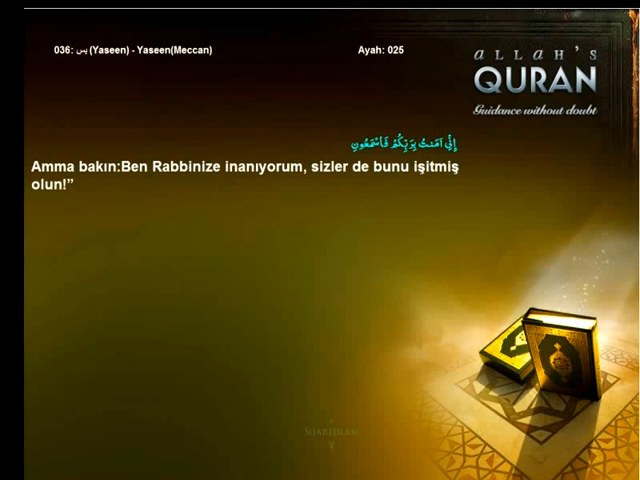 036: يس (Yaseen) - Yaseen(Meccan) Ayah: 025
ALLAH'S
QURAN
Guidance without doubt
إِنِّي آمَنتُ بِرَبِّكُمْ فَاسْمَعُونِ
Amma bakın:Ben Rabbinize inanıyorum, sizler de bunu işitmiş
olun!”
SHAREISLAM